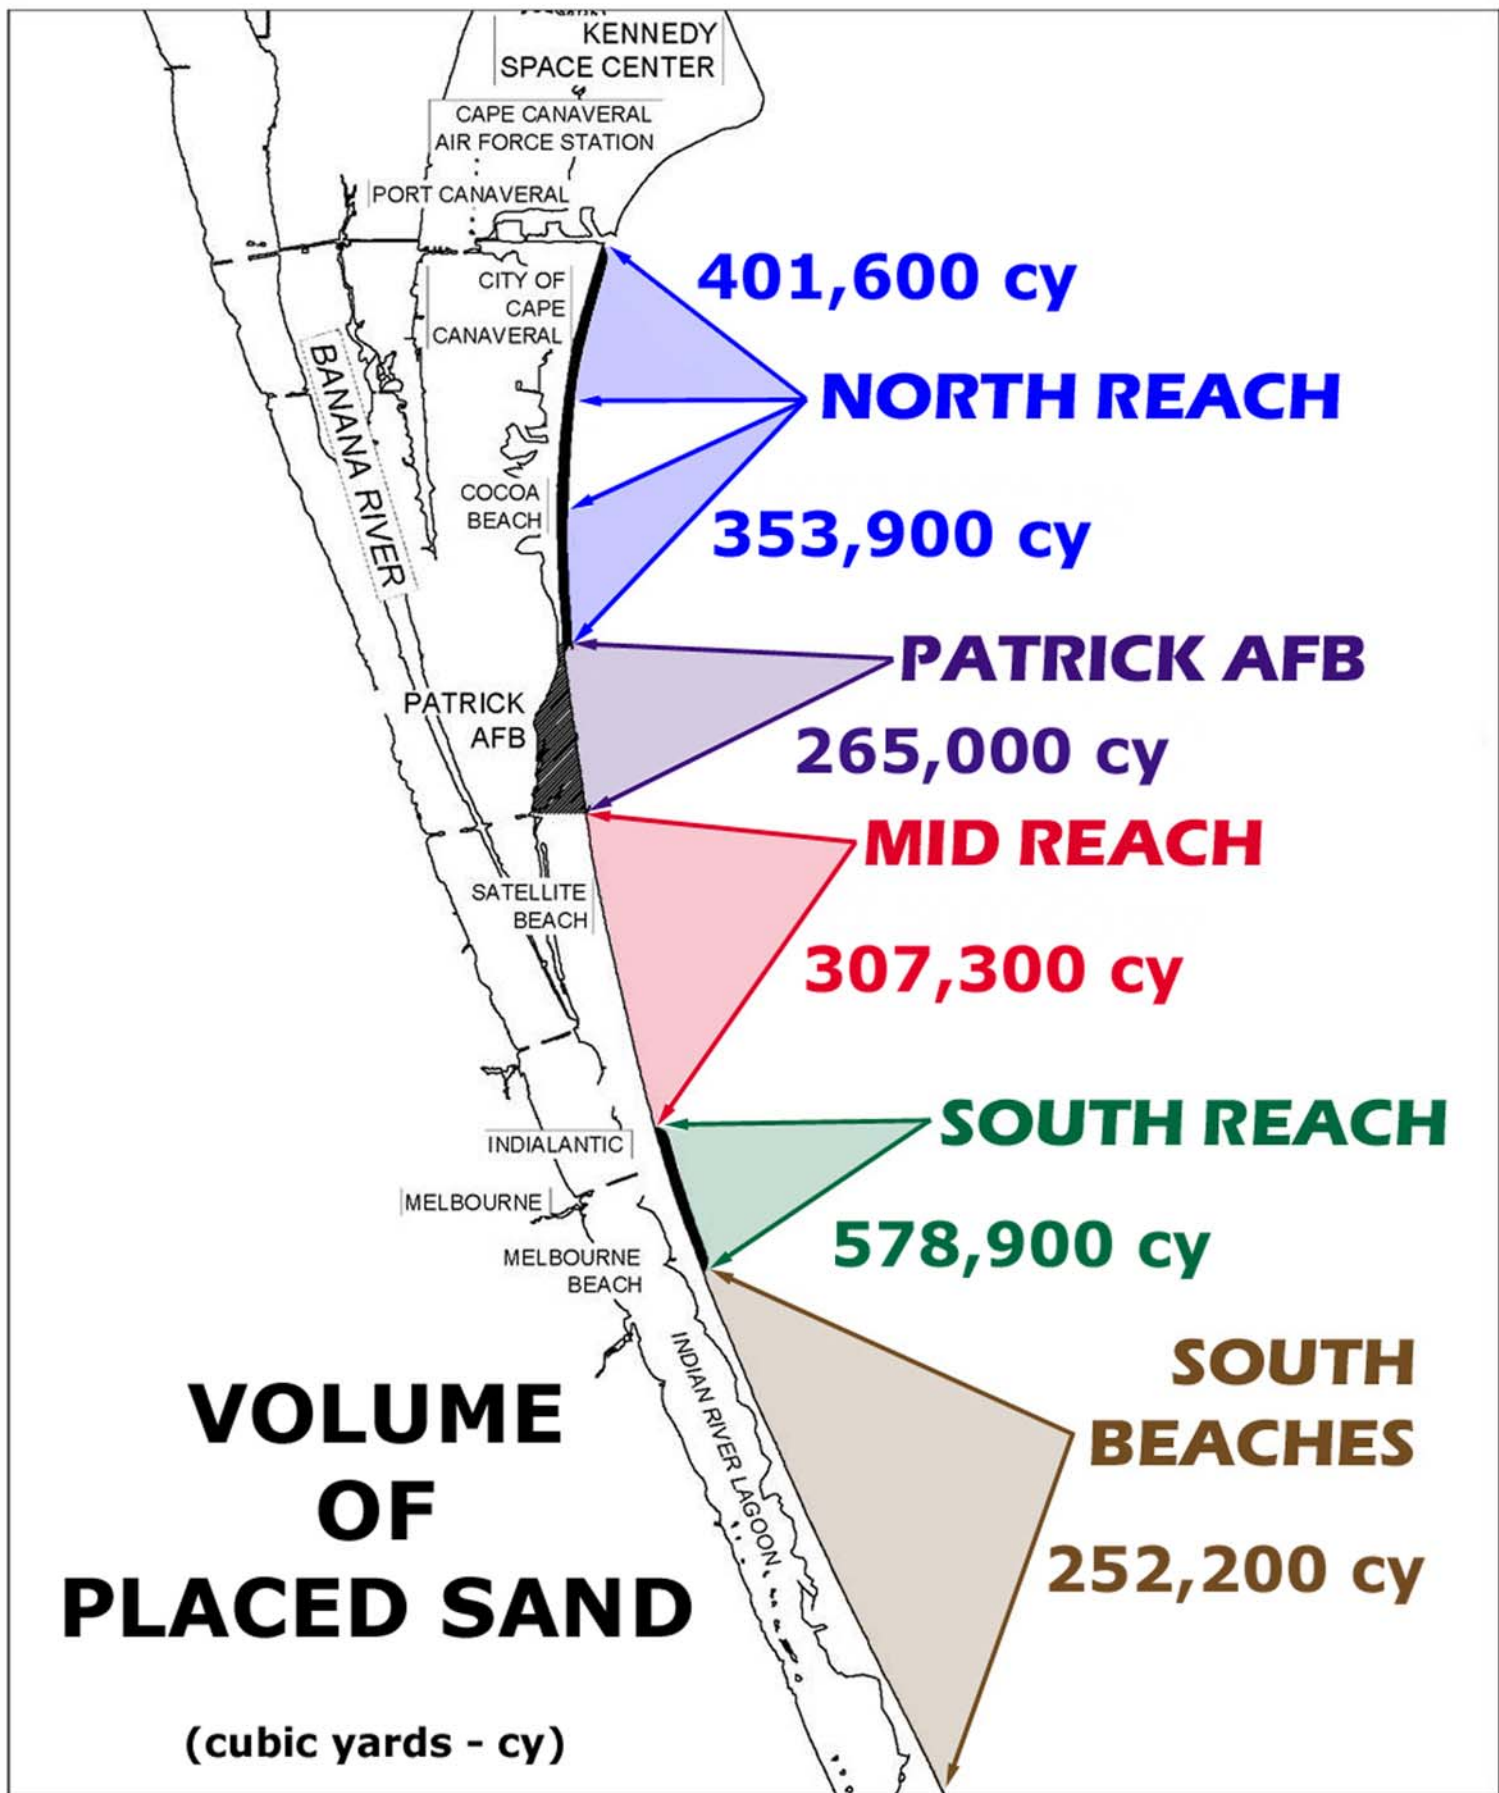 KENNEDY
SPACE CENTER
CAPE CANAVERAL
AIR FORCE STATION
PORT CANAVERAL
CITY OF
CAPE
CANAVERAL
401,600 cy
NORTH REACH
BANANA RIVER
COCOA
BEACH
353,900 cy
PATRICK AFB
PATRICK
AFB
265,000 cy
MID REACH
SATELLITE
BEACH
307,300 cy
SOUTH REACH
INDIALANTIC
MELBOURNE
578,900 cy
MELBOURNE
BEACH
INDIAN RIVER LAGOON
SOUTH
BEACHES
252,200 cy
VOLUME
OF
PLACED SAND
(cubic yards - cy)